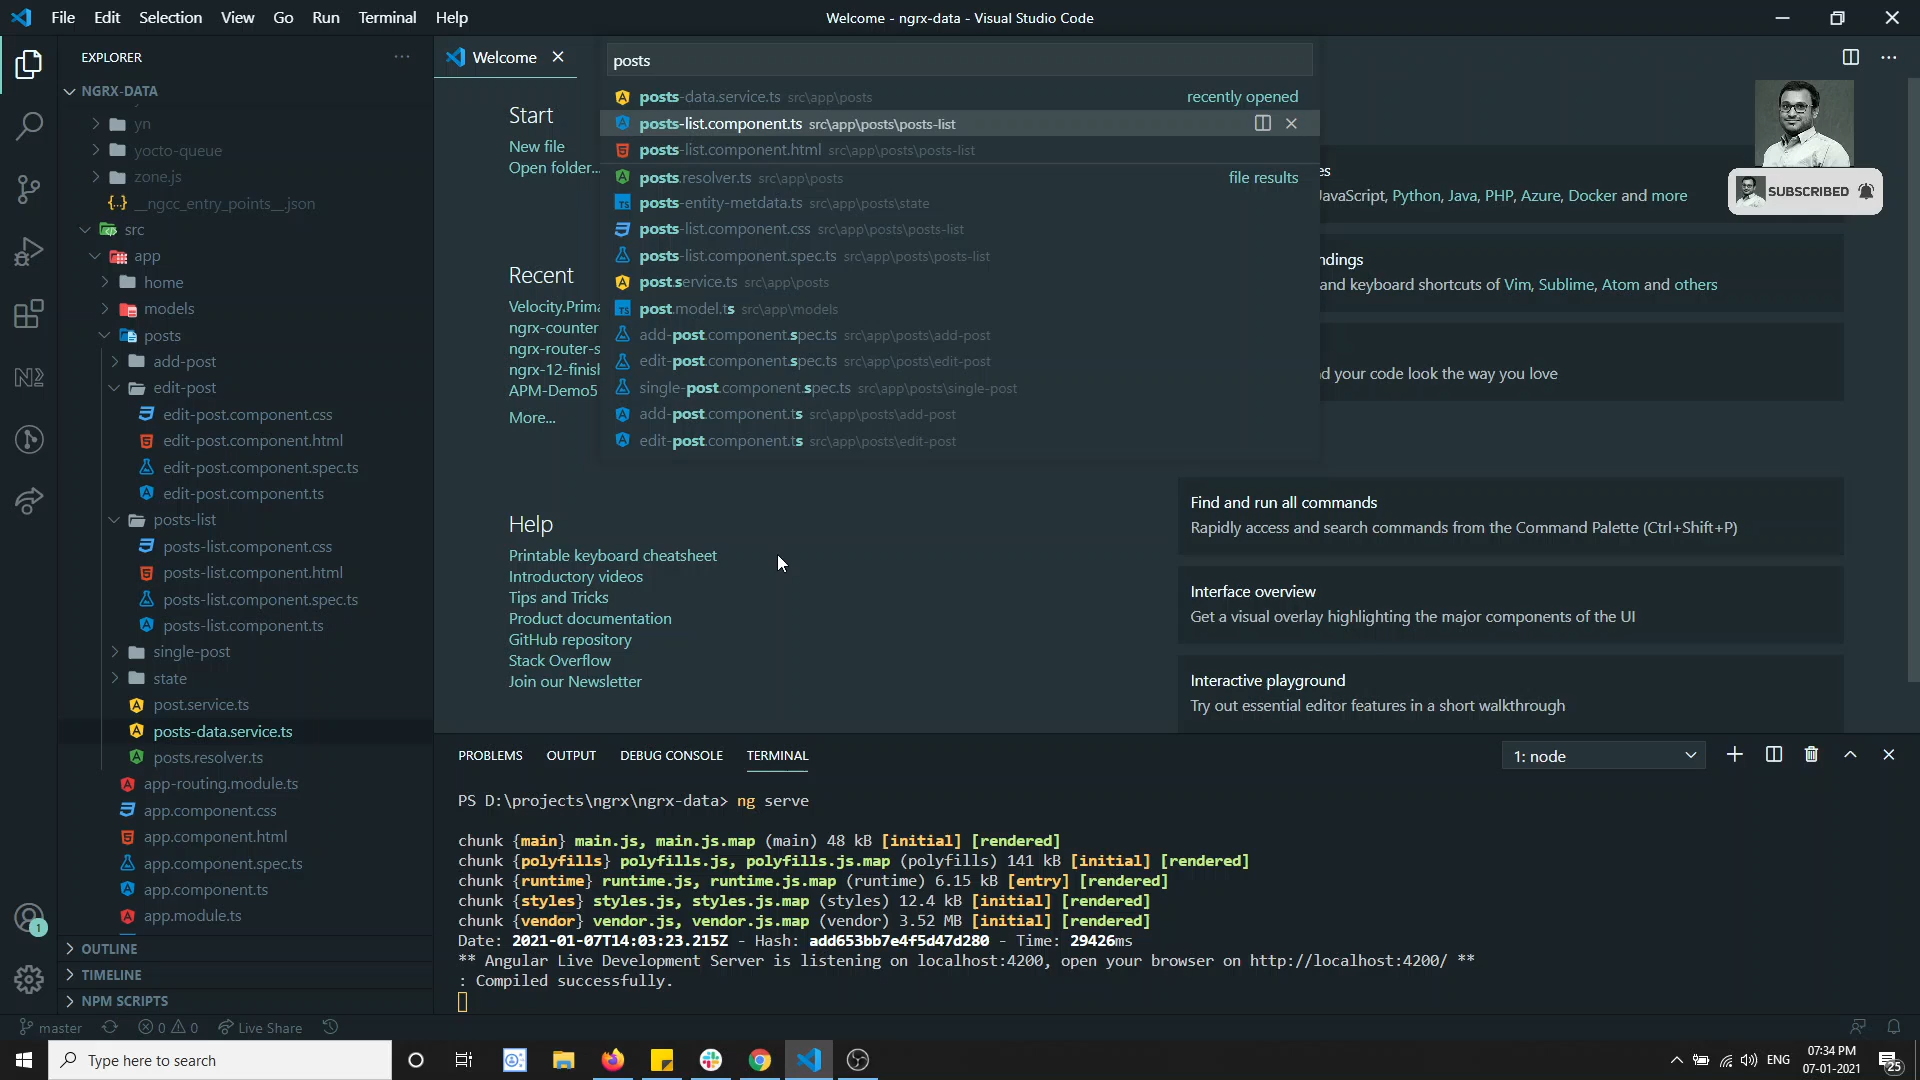 File Edit Selection View Go Run Terminal Help
Welcome - ngrx-data - Visual Studio Code
EXPLORER
NGRX-DATA
yn
yocto-queue
zone.js
__ngcc_entry_points__.json
src
app
home
models
posts
add-post
edit-post
edit-post.component.css
edit-post.component.html
edit-post.component.spec.ts
edit-post.component.ts
posts-list
posts-list.component.css
posts-list.component.html
posts-list.component.spec.ts
posts-list.component.ts
single-post
state
post.service.ts
posts-data.service.ts
posts.resolver.ts
app-routing.module.ts
app.component.css
app.component.html
app.component.spec.ts
app.component.ts
app.module.ts
OUTLINE
TIMELINE
NPM SCRIPTS
Welcome
posts
posts-data.service.ts src\app\posts recently opened
posts-list.component.ts src\app\posts\posts-list
posts-list.component.html src\app\posts\posts-list
posts.resolver.ts src\app\posts file results
posts-entity-metdata.ts src\app\posts\state
posts-list.component.css src\app\posts\posts-list
posts-list.component.spec.ts src\app\posts\posts-list
post.service.ts src\app\posts
post.model.ts src\app\models
add-post.component.spec.ts src\app\posts\add-post
edit-post.component.spec.ts src\app\posts\edit-post
single-post.component.spec.ts src\app\posts\single-post
add-post.component.ts src\app\posts\add-post
edit-post.component.ts src\app\posts\edit-post
Start
New file
Open folder...
Recent
Velocity.Prima
ngrx-counter
ngrx-router-s
ngrx-12-finish
APM-Demo5
More...
Help
Printable keyboard cheatsheet
Introductory videos
Tips and Tricks
Product documentation
GitHub repository
Stack Overflow
Join our Newsletter
es
JavaScript, Python, Java, PHP, Azure, Docker and more
SUBSCRIBED
ndings
and keyboard shortcuts of Vim, Sublime, Atom and others
d your code look the way you love
Find and run all commands
Rapidly access and search commands from the Command Palette (Ctrl+Shift+P)
Interface overview
Get a visual overlay highlighting the major components of the UI
Interactive playground
Try out essential editor features in a short walkthrough
PROBLEMS OUTPUT DEBUG CONSOLE TERMINAL
1: node
PS D:\projects\ngrx\ngrx-data> ng serve
chunk {main} main.js, main.js.map (main) 48 kB [initial] [rendered]
chunk {polyfills} polyfills.js, polyfills.js.map (polyfills) 141 kB [initial] [rendered]
chunk {runtime} runtime.js, runtime.js.map (runtime) 6.15 kB [entry] [rendered]
chunk {styles} styles.js, styles.js.map (styles) 12.4 kB [initial] [rendered]
chunk {vendor} vendor.js, vendor.js.map (vendor) 3.52 MB [initial] [rendered]
Date: 2021-01-07T14:03:23.215Z - Hash: add653bb7e4f5d47d280 - Time: 29426ms
** Angular Live Development Server is listening on localhost:4200, open your browser on http://localhost:4200/ **
: Compiled successfully.
1
master 0 0 Live Share
Type here to search
ENG
07:34 PM
07-01-2021
25